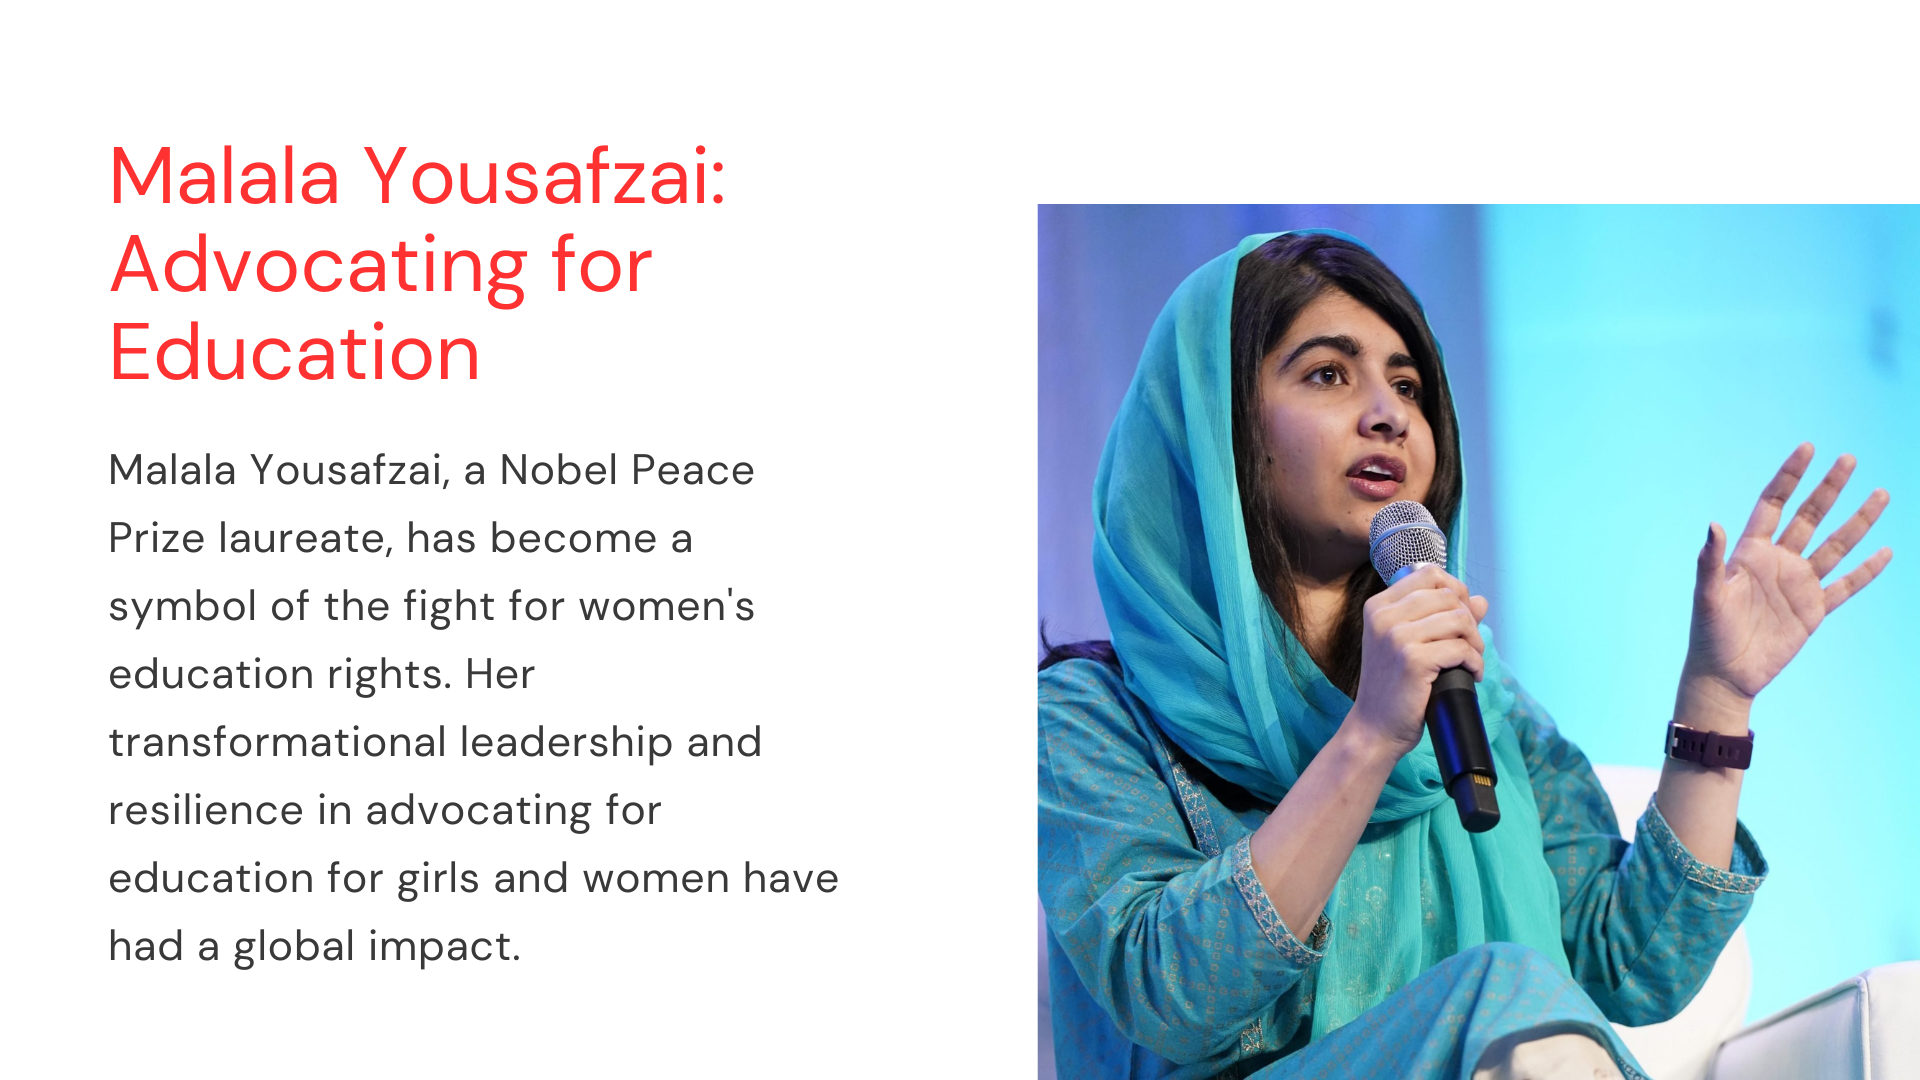 Malala Yousafzai:
Advocating for
Education
Malala Yousafzai, a Nobel Peace
Prize laureate, has become a
symbol of the fight for women's
education rights. Her
transformational leadership and
resilience in advocating for
education for girls and women have
had a global impact.